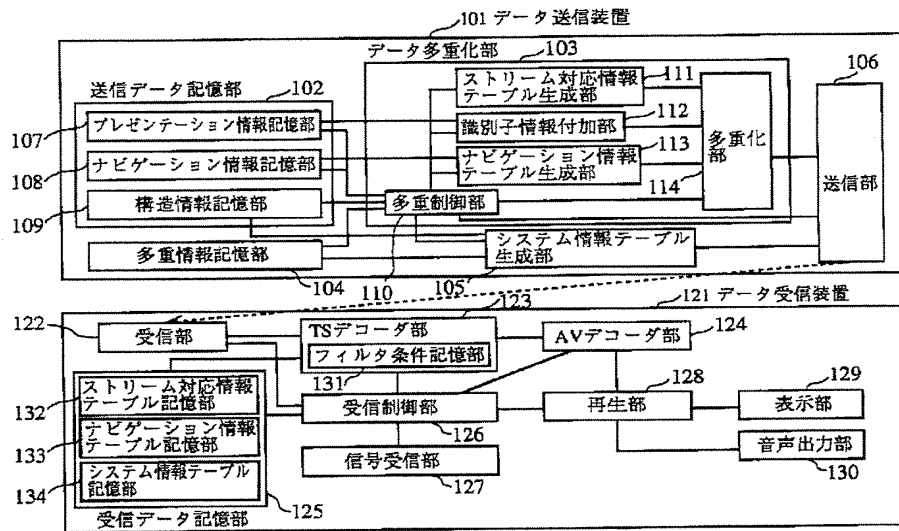 101 データ送信装置
データ多重化部
103
106
送信データ記憶部
102
ストリーム対応情報
テーブル生成部
111
107
プレゼンテーション情報記憶部
識別子情報付加部
112
多重化
部
108
ナビゲーション情報記憶部
ナビゲーション情報
テーブル生成部
113
114
送信部
109
構造情報記憶部
多重制御部
多重情報記憶部
システム情報テーブル
生成部
104
110
105
121 データ受信装置
122
受信部
123
TSデコーダ部
フィルタ条件記憶部
131
AVデコーダ部
124
132
ストリーム対応情報
テーブル記憶部
受信制御部
126
再生部
128
表示部
129
133
ナビゲーション情報
テーブル記憶部
信号受信部
127
音声出力部
130
134
システム情報テーブル
記憶部
125
受信データ記憶部